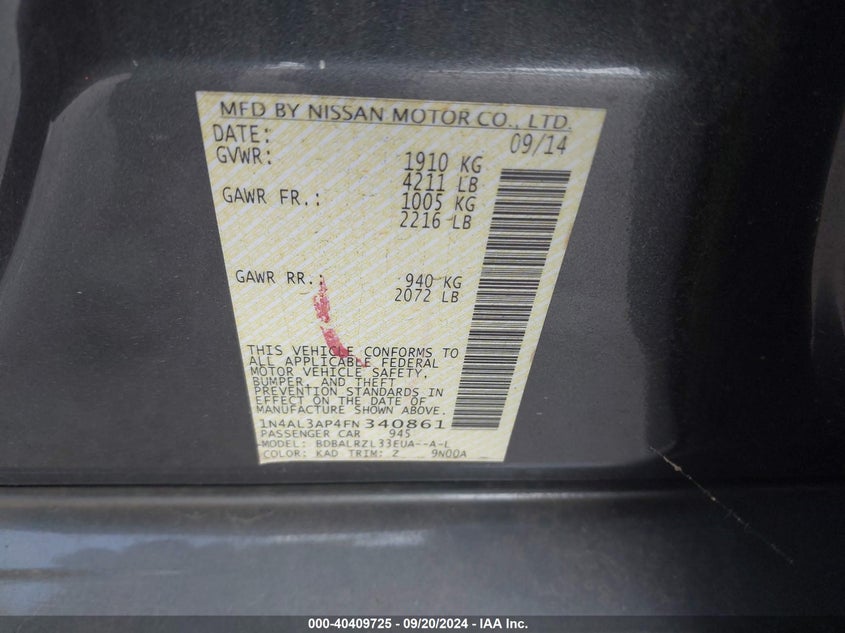 MFD BY NISSAN MOTOR CO., LTD.
DATE: 09/14
GVWR: 1910 KG
4211 LB
GAWR FR.: 1005 KG
2216 LB
GAWR RR.: 940 KG
2072 LB
THIS VEHICLE CONFORMS TO
ALL APPLICABLE FEDERAL
MOTOR VEHICLE SAFETY,
BUMPER, AND THEFT
PREVENTION STANDARDS IN
EFFECT ON THE DATE OF
MANUFACTURE SHOWN ABOVE.
1N4AL3AP4FN340861
PASSENGER CAR 945
MODEL: BDBALRZL33EUA--A-L
COLOR: KAD TRIM: Z 9N00A
000-40409725 - 09/20/2024 - IAA Inc.